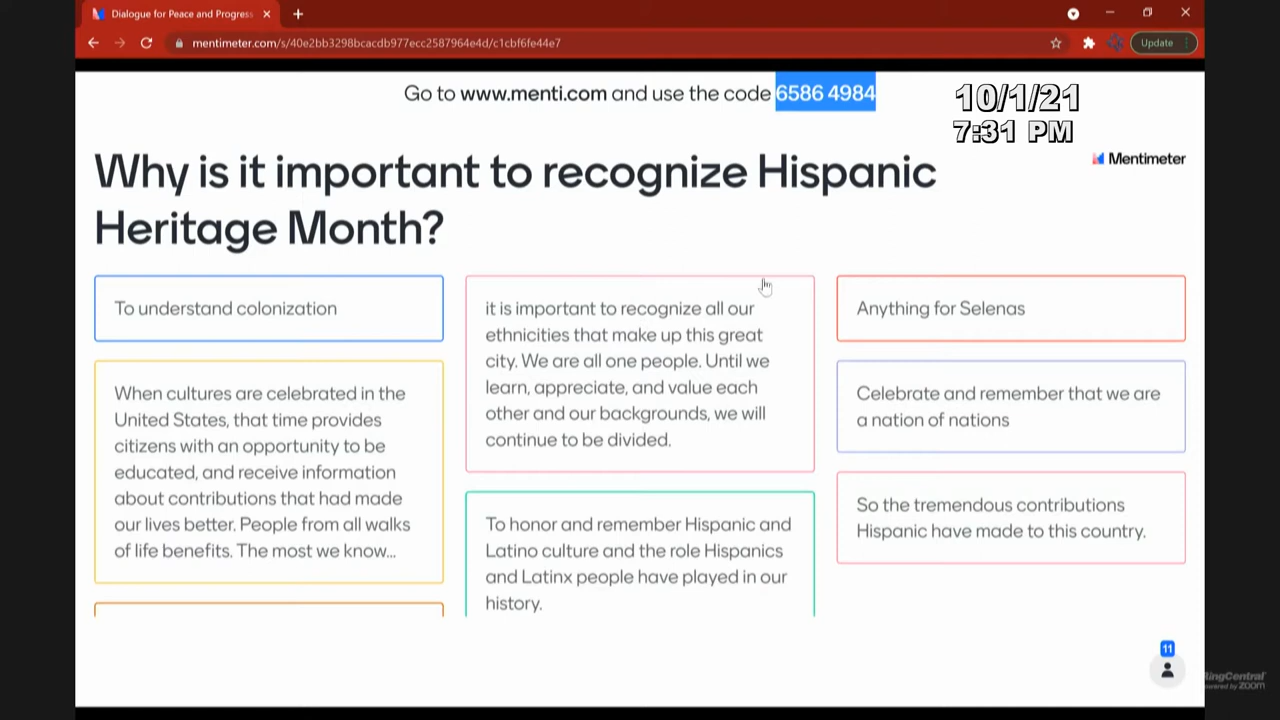 Dialogue for Peace and Progress
mentimeter.com/s/40e2bb3298bcacdb977ecc2587964e4d/c1cbf6fe44e7
Update
Go to www.menti.com and use the code 6586 4984
10/1/21
7:31 PM
Mentimeter
Why is it important to recognize Hispanic
Heritage Month?
To understand colonization
When cultures are celebrated in the
United States, that time provides
citizens with an opportunity to be
educated, and receive information
about contributions that had made
our lives better. People from all walks
of life benefits. The most we know...
it is important to recognize all our
ethnicities that make up this great
city. We are all one people. Until we
learn, appreciate, and value each
other and our backgrounds, we will
continue to be divided.
To honor and remember Hispanic and
Latino culture and the role Hispanics
and Latinx people have played in our
history.
Anything for Selenas
Celebrate and remember that we are
a nation of nations
So the tremendous contributions
Hispanic have made to this country.
11
RingCentral
powered by zoom